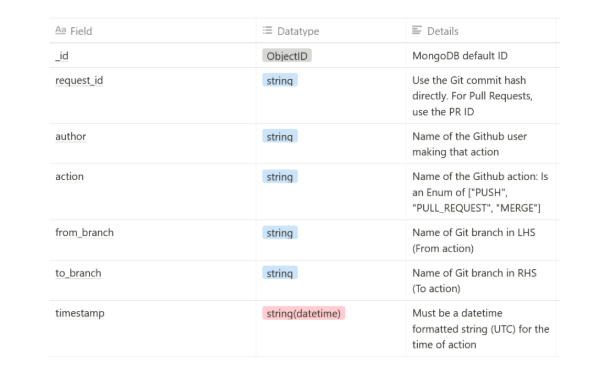 Aa Field Datatype Details
_id ObjectID MongoDB default ID
request_id string Use the Git commit hash
directly. For Pull Requests,
use the PR ID
author string Name of the Github user
making that action
action string Name of the Github action: Is
an Enum of ["PUSH",
"PULL_REQUEST", "MERGE"]
from_branch string Name of Git branch in LHS
(From action)
to_branch string Name of Git branch in RHS
(To action)
timestamp string(datetime) Must be a datetime
formatted string (UTC) for the
time of action